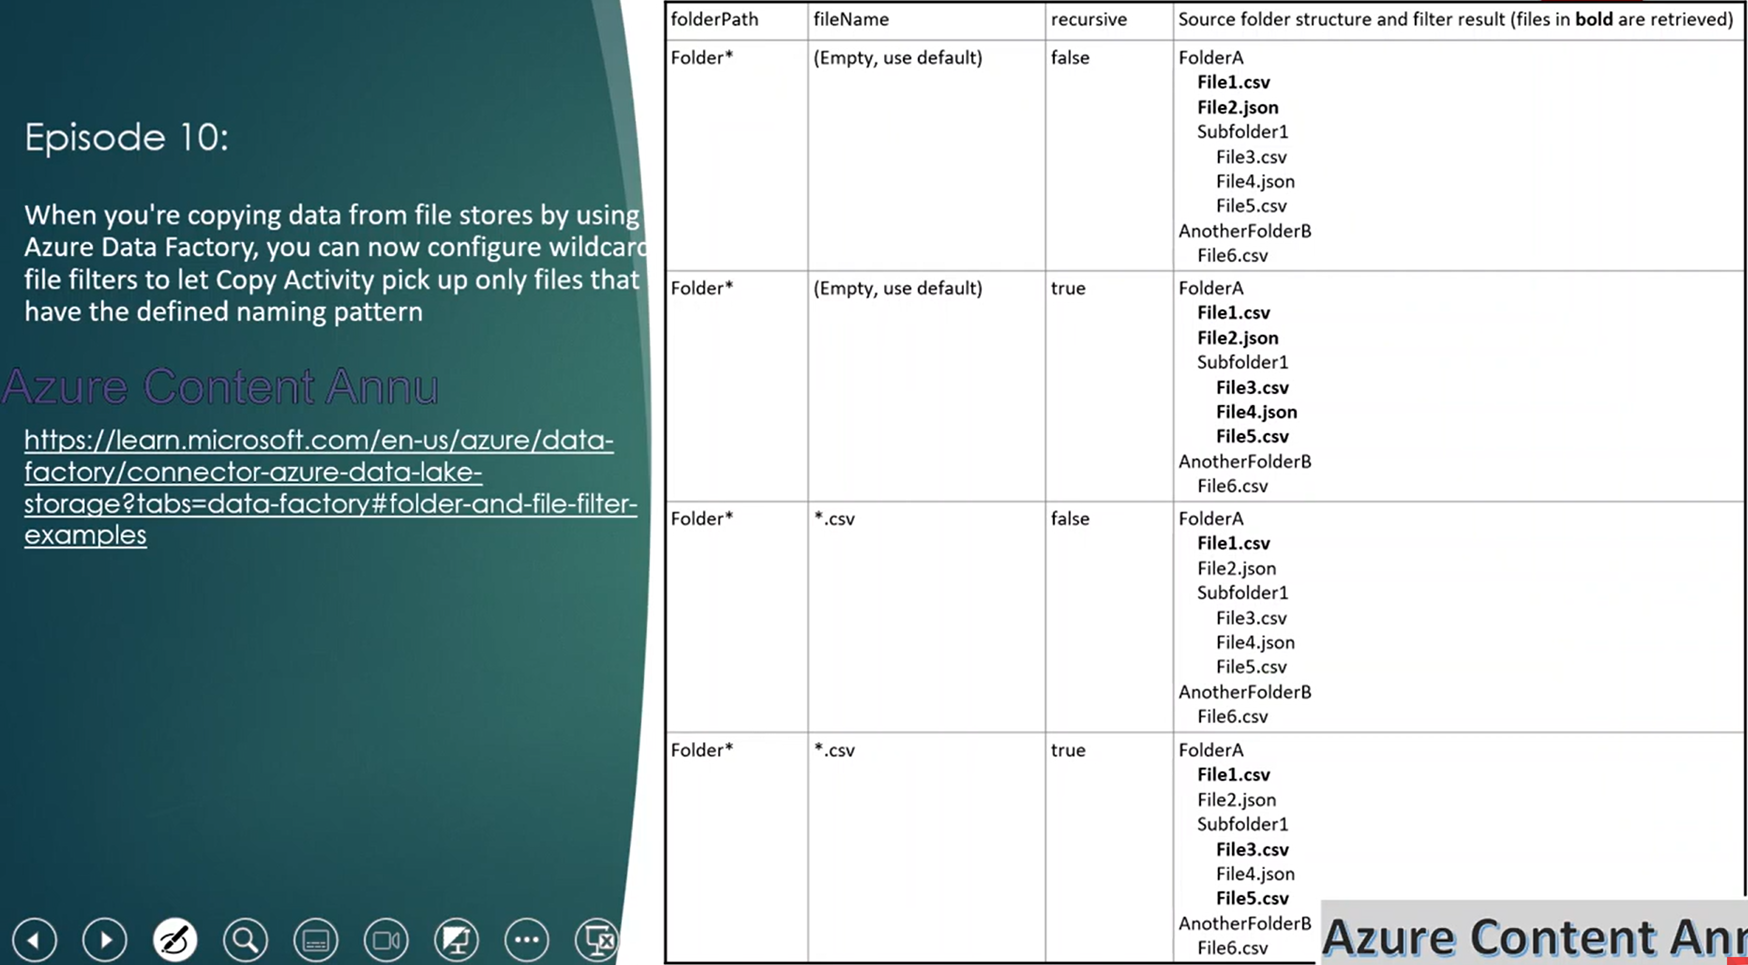 Episode 10:
When you're copying data from file stores by using
Azure Data Factory, you can now configure wildcard
file filters to let Copy Activity pick up only files that
have the defined naming pattern
Azure Content Annu
https://learn.microsoft.com/en-us/azure/data-
factory/connector-azure-data-lake-
storage?tabs=data-factory#folder-and-file-filter-
examples
folderPath fileName recursive Source folder structure and filter result (files in bold are retrieved)
Folder* (Empty, use default) false FolderA
File1.csv
File2.json
Subfolder1
File3.csv
File4.json
File5.csv
AnotherFolderB
File6.csv
Folder* (Empty, use default) true FolderA
File1.csv
File2.json
Subfolder1
File3.csv
File4.json
File5.csv
AnotherFolderB
File6.csv
Folder* *.csv false FolderA
File1.csv
File2.json
Subfolder1
File3.csv
File4.json
File5.csv
AnotherFolderB
File6.csv
Folder* *.csv true FolderA
File1.csv
File2.json
Subfolder1
File3.csv
File4.json
File5.csv
AnotherFolderB
File6.csv
Azure Content Ann